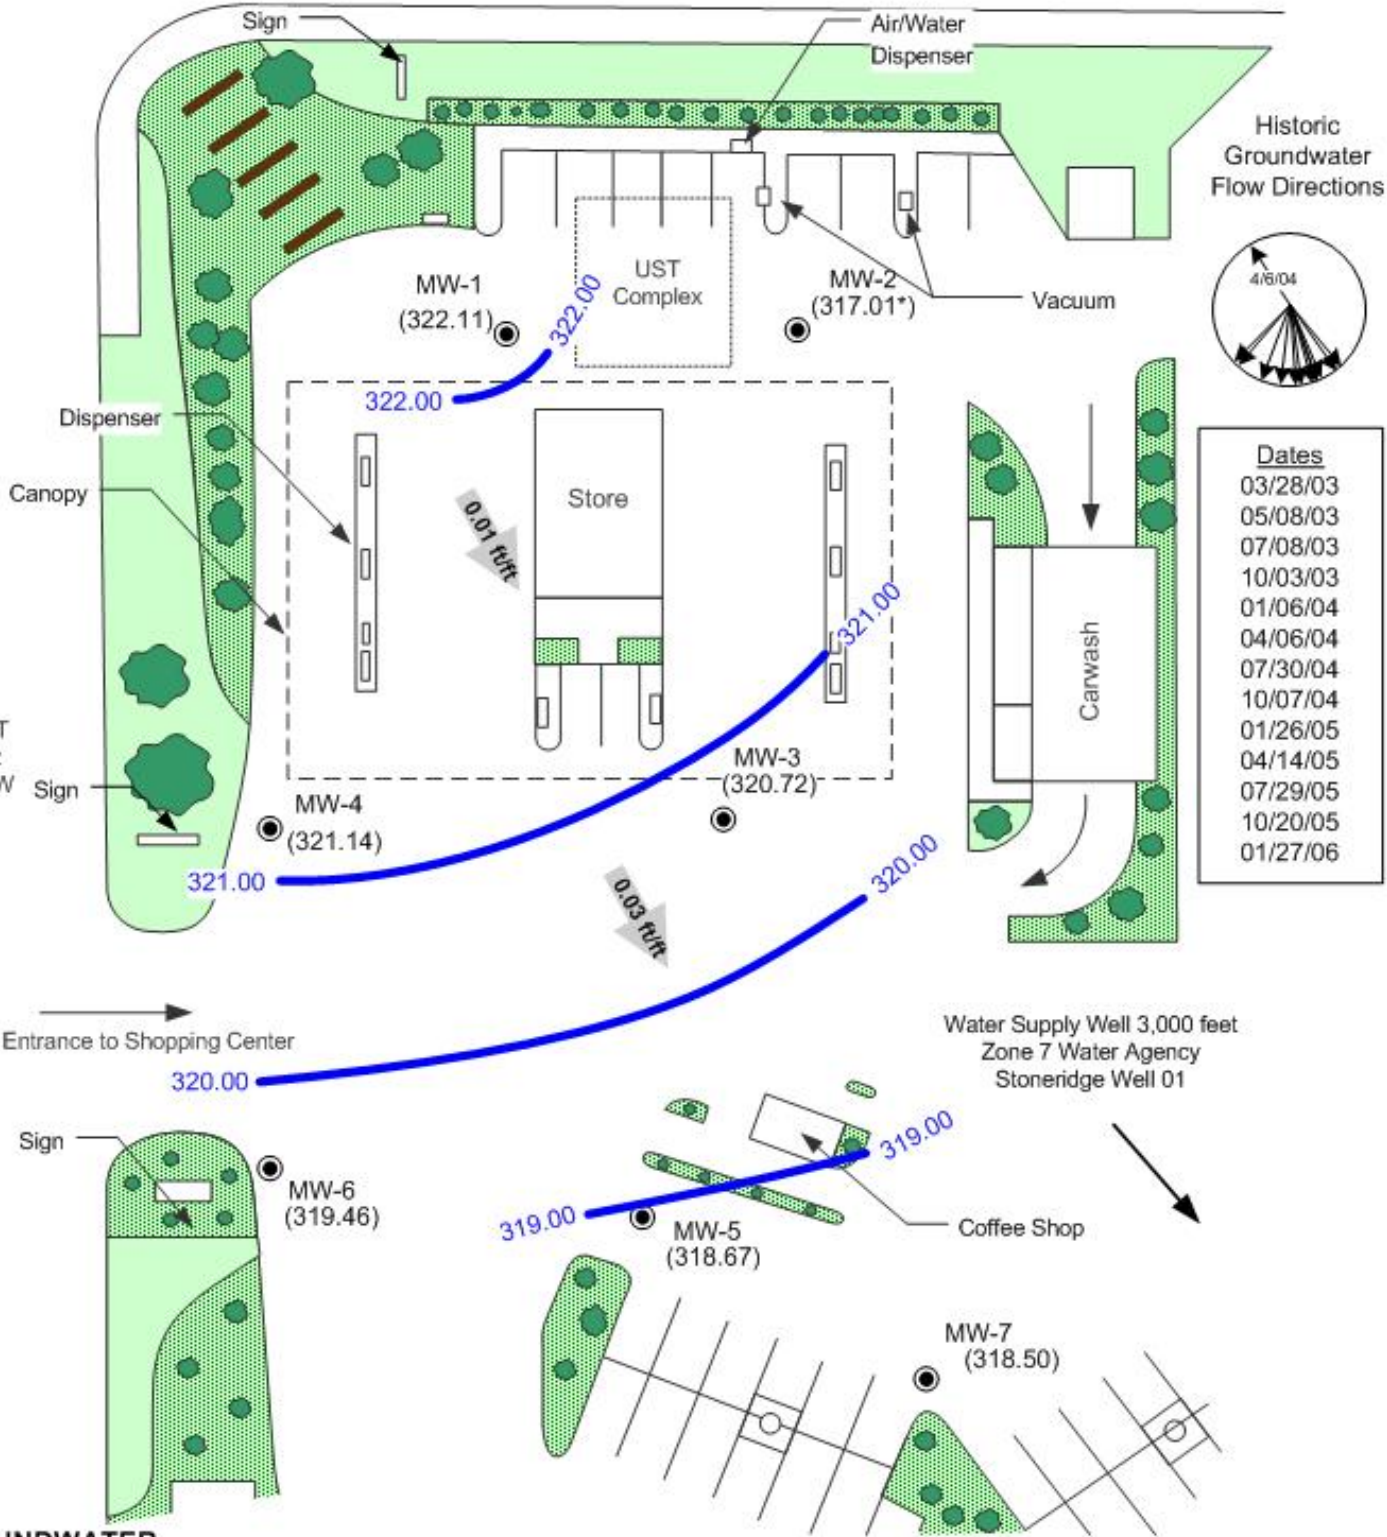 Sign
Air/Water
Dispenser
Historic
Groundwater
Flow Directions
4/6/04
MW-1
(322.11)
322.00
322.00
UST
Complex
MW-2
(317.01*)
Vacuum
Dispenser
Canopy
Store
0.01 ft/ft
321.00
Carwash
Dates
03/28/03
05/08/03
07/08/03
10/03/03
01/06/04
04/06/04
07/30/04
10/07/04
01/26/05
04/14/05
07/29/05
10/20/05
01/27/06
T
W
Sign
MW-4
(321.14)
321.00
MW-3
(320.72)
0.03 ft/ft
320.00
Entrance to Shopping Center
320.00
Water Supply Well 3,000 feet
Zone 7 Water Agency
Stoneridge Well 01
Sign
MW-6
(319.46)
319.00
319.00
MW-5
(318.67)
Coffee Shop
MW-7
(318.50)